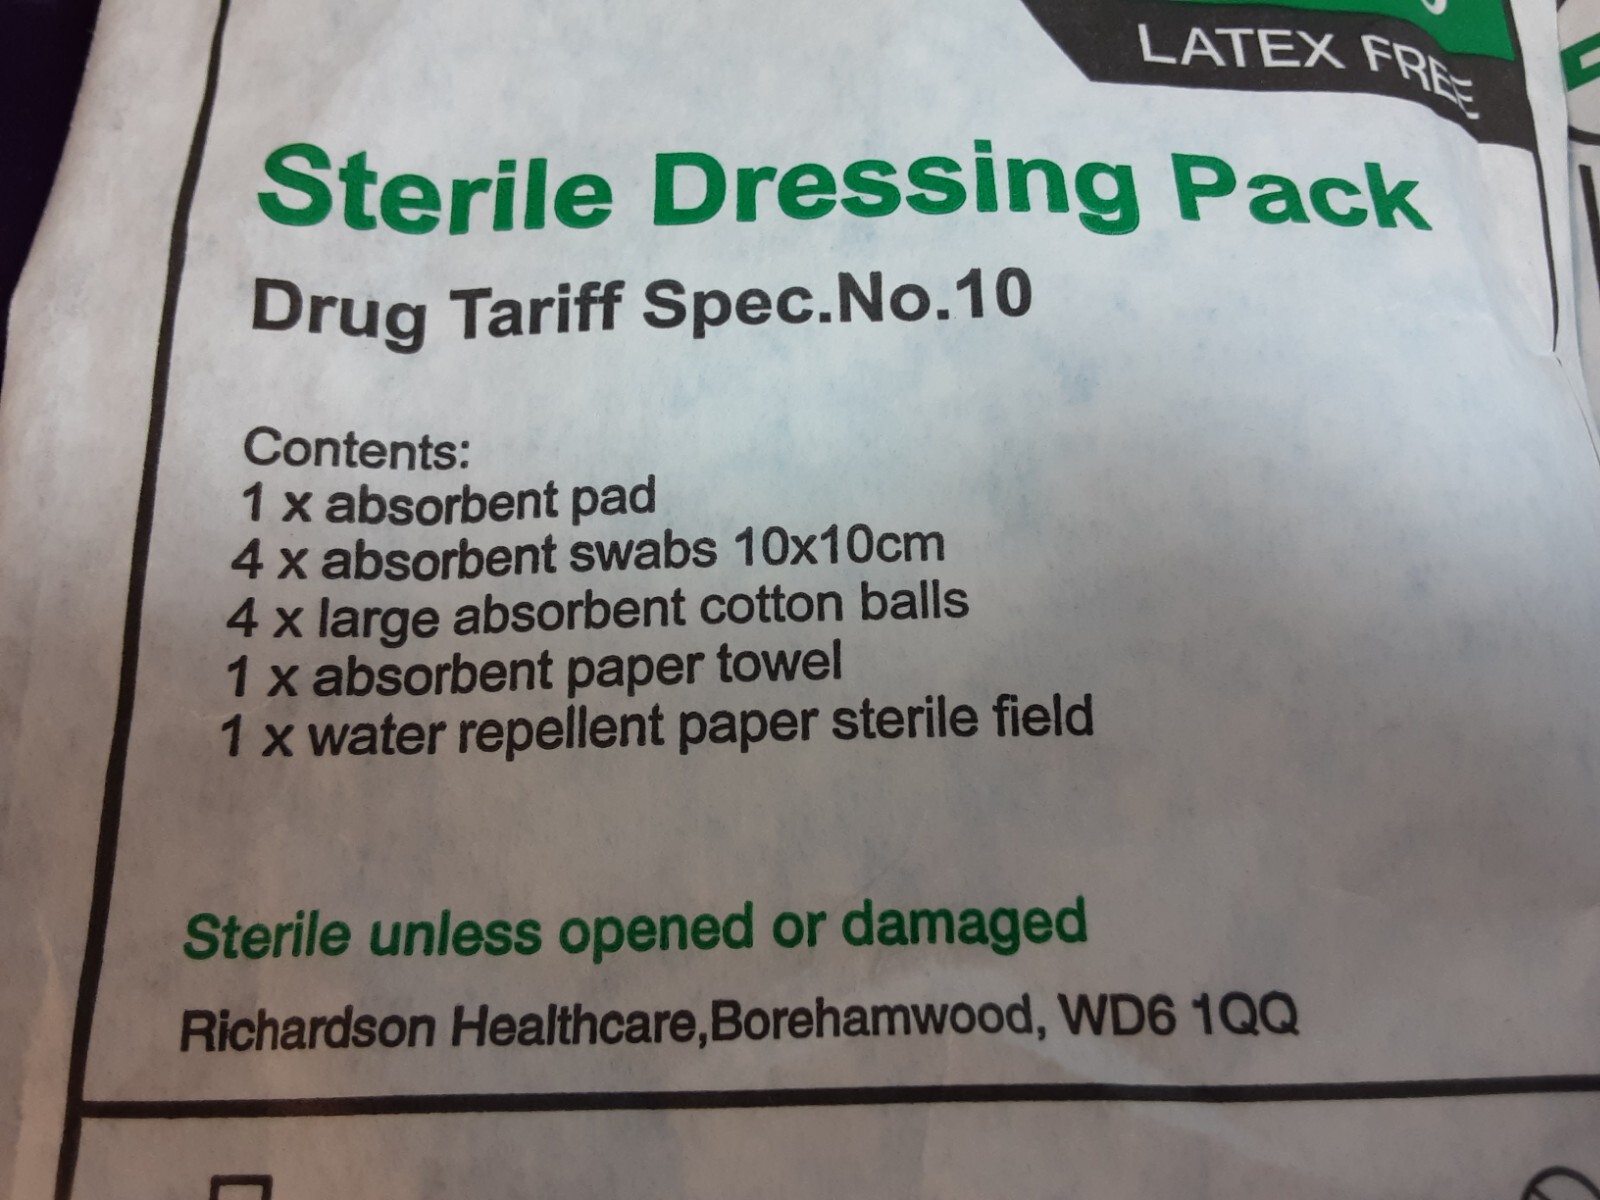 LATEX FREE
Sterile Dressing Pack
Drug Tariff Spec.No.10
Contents:
1 x absorbent pad
4 x absorbent swabs 10x10cm
4 x large absorbent cotton balls
1 x absorbent paper towel
1 x water repellent paper sterile field
Sterile unless opened or damaged
Richardson Healthcare,Borehamwood, WD6 1QQ